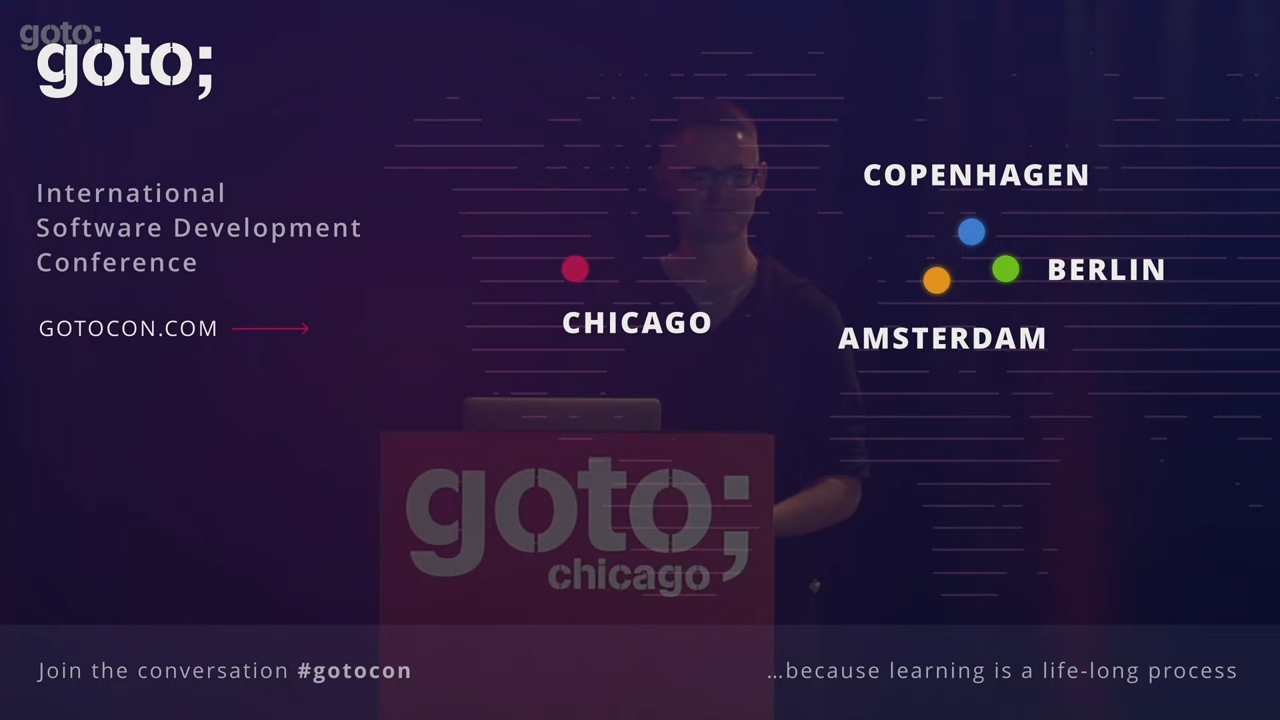 goto;
goto;
International
Software Development
Conference
GOTOCON.COM
COPENHAGEN
BERLIN
CHICAGO
AMSTERDAM
goto;
chicago
Join the conversation #gotocon
...because learning is a life-long process